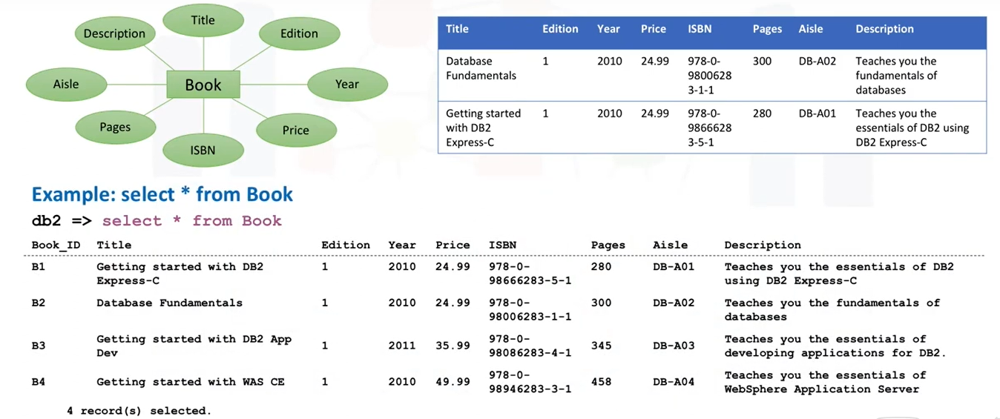 Title
Description
Edition
Aisle
Book
Year
Pages
Price
ISBN
Title Edition Year Price ISBN Pages Aisle Description
Database 1 2010 24.99 978-0- 300 DB-A02 Teaches you the
Fundamentals 9800628 fundamentals of
3-1-1 databases
Getting started 1 2010 24.99 978-0- 280 DB-A01 Teaches you the
with DB2 9866628 essentials of DB2 using
Express-C 3-5-1 DB2 Express-C
Example: select * from Book
db2 => select * from Book
Book_ID Title Edition Year Price ISBN Pages Aisle Description
B1 Getting started with DB2 1 2010 24.99 978-0- 280 DB-A01 Teaches you the essentials of DB2
Express-C 98666283-5-1 using DB2 Express-C
B2 Database Fundamentals 1 2010 24.99 978-0- 300 DB-A02 Teaches you the fundamentals of
98006283-1-1 databases
B3 Getting started with DB2 App 1 2011 35.99 978-0- 345 DB-A03 Teaches you the essentials of
Dev 98086283-4-1 developing applications for DB2.
B4 Getting started with WAS CE 1 2010 49.99 978-0- 458 DB-A04 Teaches you the essentials of
98946283-3-1 WebSphere Application Server
4 record(s) selected.